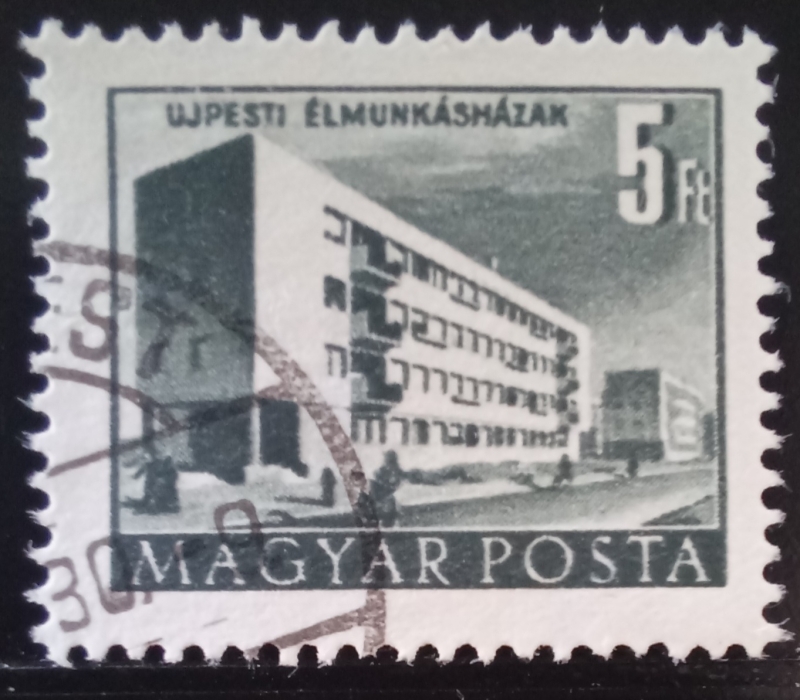 UJPESTI ÉLMUNKÁSHÁZAK
5 Ft
MAGYAR POSTA